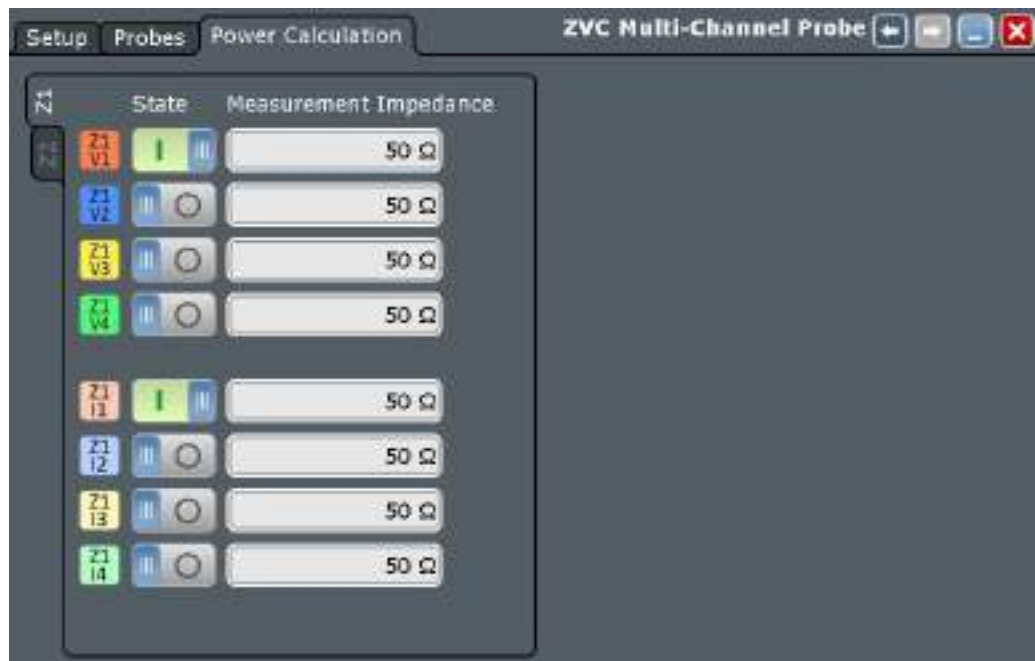 Setup Probes Power Calculation ZVC Multi-Channel Probe
Z1
Z2
State Measurement Impedance
Z1 V1 I 50 Ω
Z1 V2 50 Ω
Z1 V3 50 Ω
Z1 V4 50 Ω
Z1 I1 I 50 Ω
Z1 I2 50 Ω
Z1 I3 50 Ω
Z1 I4 50 Ω